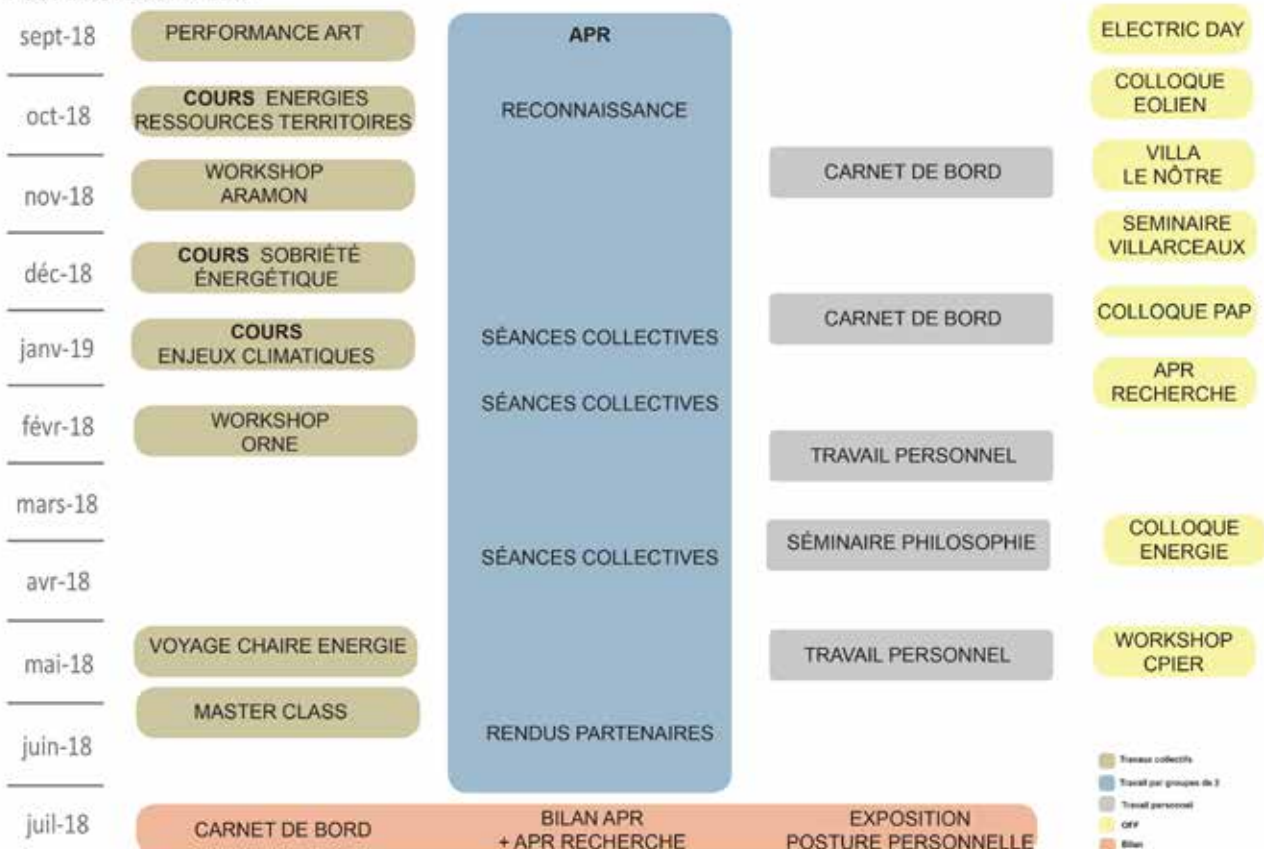 sept-18
PERFORMANCE ART
APR
ELECTRIC DAY
oct-18
COURS ENERGIES
RESSOURCES TERRITOIRES
RECONNAISSANCE
COLLOQUE
EOLIEN
nov-18
WORKSHOP
ARAMON
CARNET DE BORD
VILLA
LE NÔTRE
SEMINAIRE
VILLARCEAUX
déc-18
COURS SOBRIÉTÉ
ÉNERGÉTIQUE
janv-19
COURS
ENJEUX CLIMATIQUES
SÉANCES COLLECTIVES
CARNET DE BORD
COLLOQUE PAP
APR
RECHERCHE
févr-18
WORKSHOP
ORNE
SÉANCES COLLECTIVES
TRAVAIL PERSONNEL
mars-18
SÉMINAIRE PHILOSOPHIE
COLLOQUE
ENERGIE
avr-18
SÉANCES COLLECTIVES
mai-18
VOYAGE CHAIRE ENERGIE
TRAVAIL PERSONNEL
WORKSHOP
CPIER
MASTER CLASS
juin-18
RENDUS PARTENAIRES
juil-18
CARNET DE BORD
BILAN APR
+ APR RECHERCHE
EXPOSITION
POSTURE PERSONNELLE
Travaux collectifs
Travail par groupes de 3
Travail personnel
OFF
Bilan